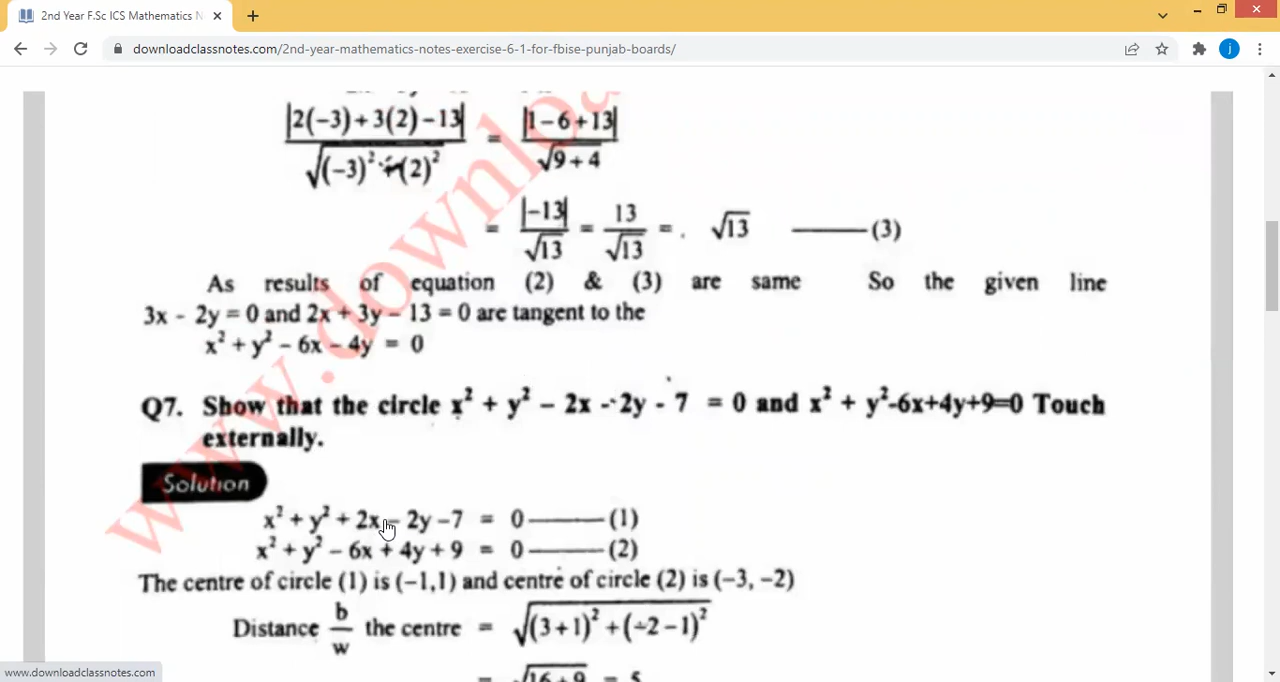 2nd Year F.Sc ICS Mathematics N
downloadclassnotes.com/2nd-year-mathematics-notes-exercise-6-1-for-fbise-punjab-boards/
j
|2(−3)+3(2)−13| / √(−3)²+(2)² = |1−6+13| / √9+4
= |−13| / √13 = 13 / √13 = . √13 ———(3)
As results of equation (2) & (3) are same So the given line
3x - 2y = 0 and 2x + 3y − 13 = 0 are tangent to the
x² + y² − 6x − 4y = 0
Q7. Show that the circle x² + y² − 2x - 2y - 7 = 0 and x² + y²-6x+4y+9=0 Touch
externally.
Solution
x² + y² + 2x − 2y −7 = 0———(1)
x² + y² − 6x + 4y + 9 = 0———(2)
The centre of circle (1) is (−1,1) and centre of circle (2) is (−3, −2)
Distance b/w the centre = √(3+1)² +(−2−1)²
= √16+9 = 5
www.downloa
www.downloadclassnotes.com